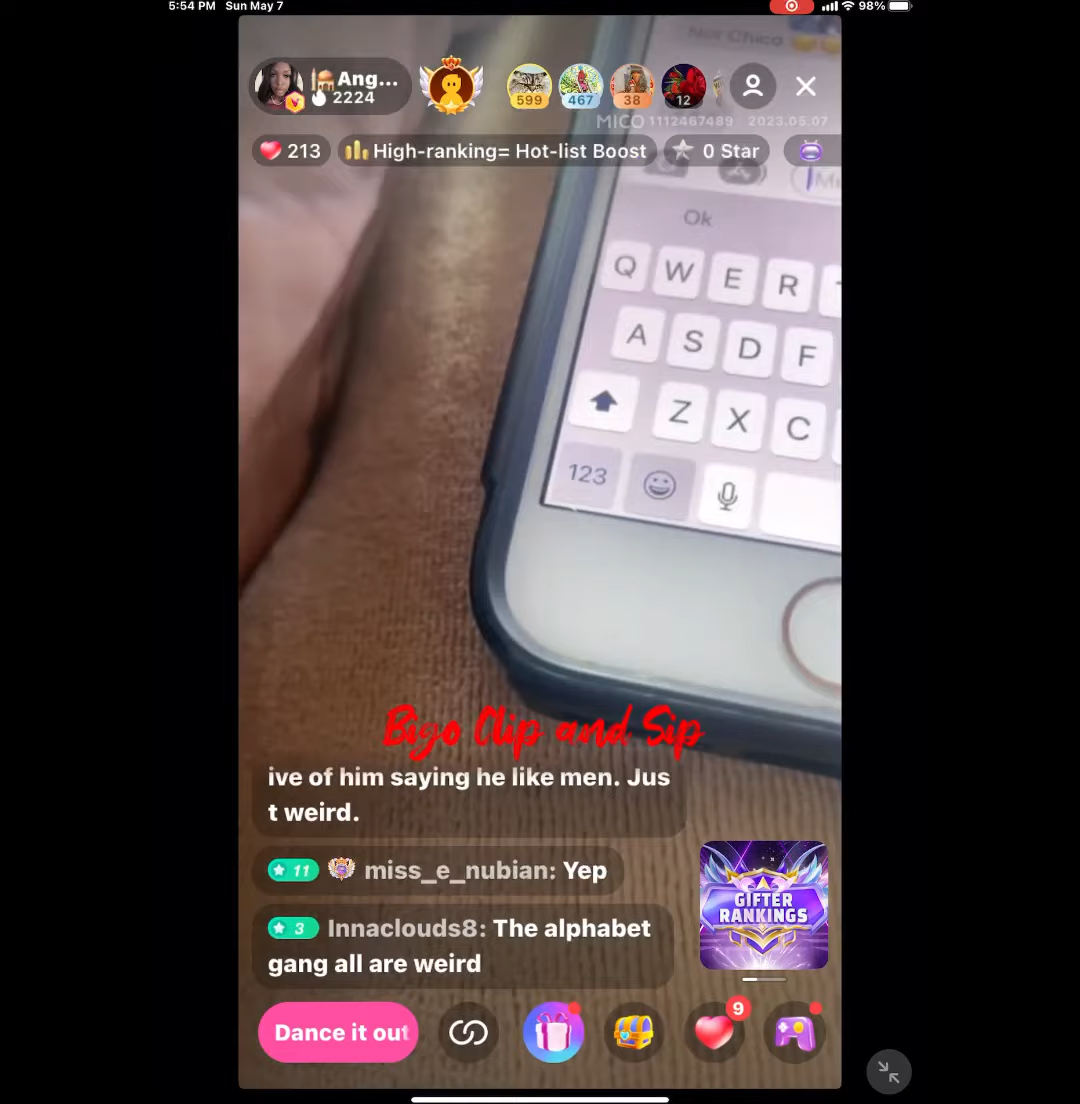 5:54 PM Sun May 7
98%
Ang...
2224
599
467
38
12
MICO 1112467489 2023.05.07
213
High-ranking= Hot-list Boost
0 Star
Ok
Q W E R
A S D F
Z X C
123
Bigo Clip and Sip
ive of him saying he like men. Jus
t weird.
11 miss_e_nubian: Yep
3 Innaclouds8: The alphabet
gang all are weird
GIFTER
RANKINGS
Dance it out
9